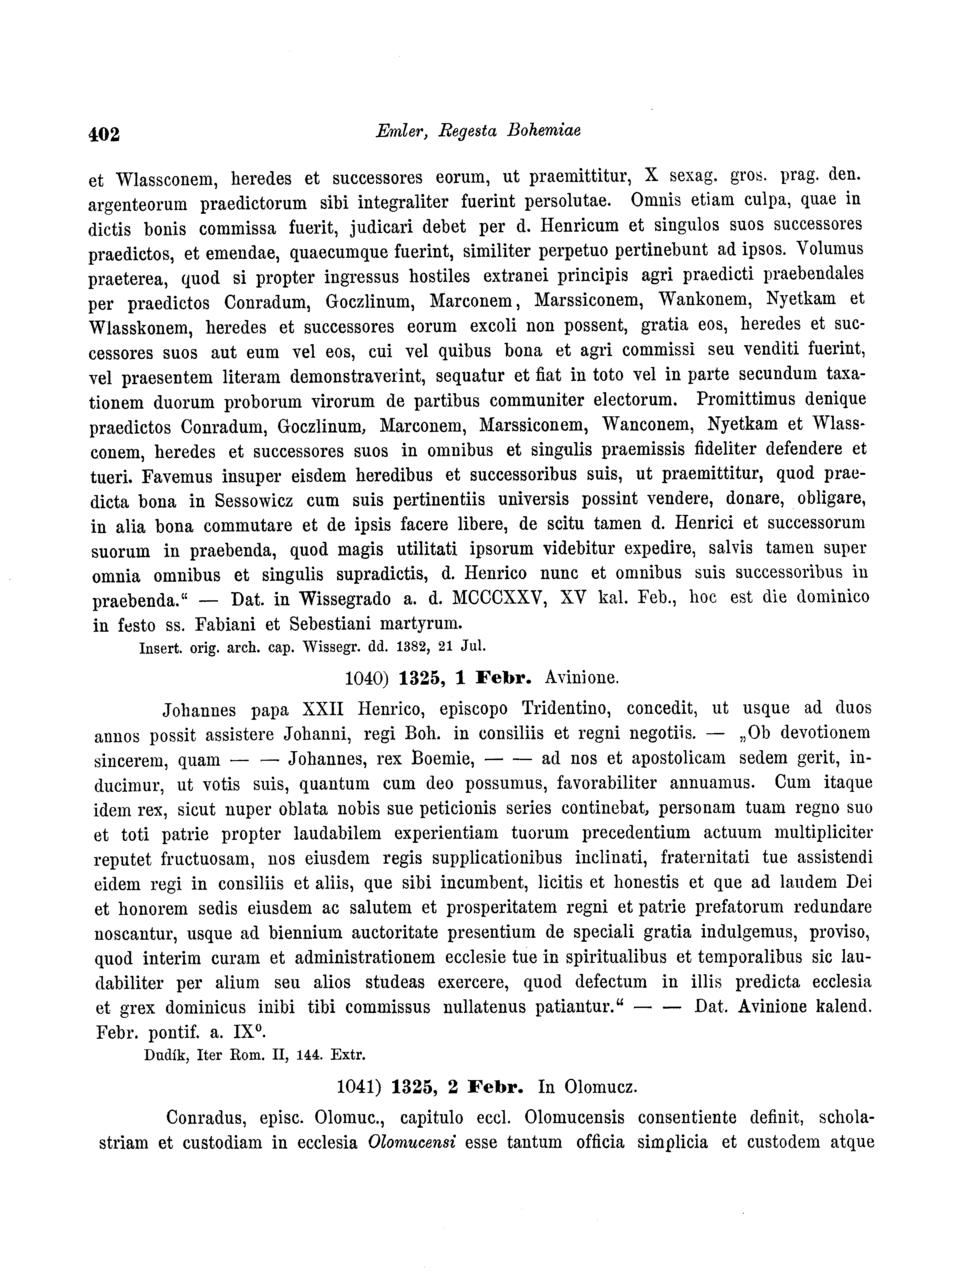 402 Emler, Regesta Bohemiae
et Wlassconem, heredes et successores eorum, ut praemittitur, X sexag. gros. prag. den.
argenteorum praedictorum sibi integraliter fuerint persolutae. Omnis etiam culpa, quae in
dictis bonis commissa fuerit, judicari debet per d. Henricum et singulos suos successores
praedictos, et emendae, quaecumque fuerint, similiter perpetuo pertinebunt ad ipsos. Volumus
praeterea, quod si propter ingressus hostiles extranei principis agri praedicti praebendales
per praedictos Conradum, Goczlinum, Marconem, Marssiconem, Wankonem, Nyetkam et
Wlasskonem, heredes et successores eorum excoli non possent, gratia eos, heredes et suc-
cessores suos aut eum vel eos, cui vel quibus bona et agri commissi seu venditi fuerint,
vel praesentem literam demonstraverint, sequatur et fiat in toto vel in parte secundum taxa-
tionem duorum proborum virorum de partibus communiter electorum. Promittimus denique
praedictos Conradum, Goczlinum, Marconem, Marssiconem, Wanconem, Nyetkam et Wlass-
conem, heredes et successores suos in omnibus et singulis praemissis fideliter defendere et
tueri. Favemus insuper eisdem heredibus et successoribus suis, ut praemittitur, quod prae-
dicta bona in Sessowicz cum suis pertinentiis universis possint vendere, donare, obligare,
in alia bona commutare et de ipsis facere libere, de scitu tamen d. Henrici et successorum
suorum in praebenda, quod magis utilitati ipsorum videbitur expedire, salvis tamen super
omnia omnibus et singulis supradictis, d. Henrico nunc et omnibus suis successoribus in
praebenda.“ — Dat. in Wissegrado a. d. MCCCXXV, XV kal. Feb., hoc est die dominico
in festo ss. Fabiani et Sebestiani martyrum.
Insert. orig. arch. cap. Wissegr. dd. 1382, 21 Jul.
1040) 1325, 1 Febr. Avinione.
Johannes papa XXII Henrico, episcopo Tridentino, concedit, ut usque ad duos
annos possit assistere Johanni, regi Boh. in consiliis et regni negotiis. — „Ob devotionem
sincerem, quam — — Johannes, rex Boemie, — — ad nos et apostolicam sedem gerit, in-
ducimur, ut votis suis, quantum cum deo possumus, favorabiliter annuamus. Cum itaque
idem rex, sicut nuper oblata nobis sue peticionis series continebat, personam tuam regno suo
et toti patrie propter laudabilem experientiam tuorum precedentium actuum multipliciter
reputet fructuosam, nos eiusdem regis supplicationibus inclinati, fraternitati tue assistendi
eidem regi in consiliis et aliis, que sibi incumbent, licitis et honestis et que ad laudem Dei
et honorem sedis eiusdem ac salutem et prosperitatem regni et patrie prefatorum redundare
noscantur, usque ad biennium auctoritate presentium de speciali gratia indulgemus, proviso,
quod interim curam et administrationem ecclesie tue in spiritualibus et temporalibus sic lau-
dabiliter per alium seu alios studeas exercere, quod defectum in illis predicta ecclesia
et grex dominicus inibi tibi commissus nullatenus patiantur.“ — — Dat. Avinione kalend.
Febr. pontif. a. IXº.
Dudík, Iter Rom. II, 144. Extr.
1041) 1325, 2 Febr. In Olomucz.
Conradus, episc. Olomuc., capitulo eccl. Olomucensis consentiente definit, schola-
striam et custodiam in ecclesia Olomucensi esse tantum officia simplicia et custodem atque